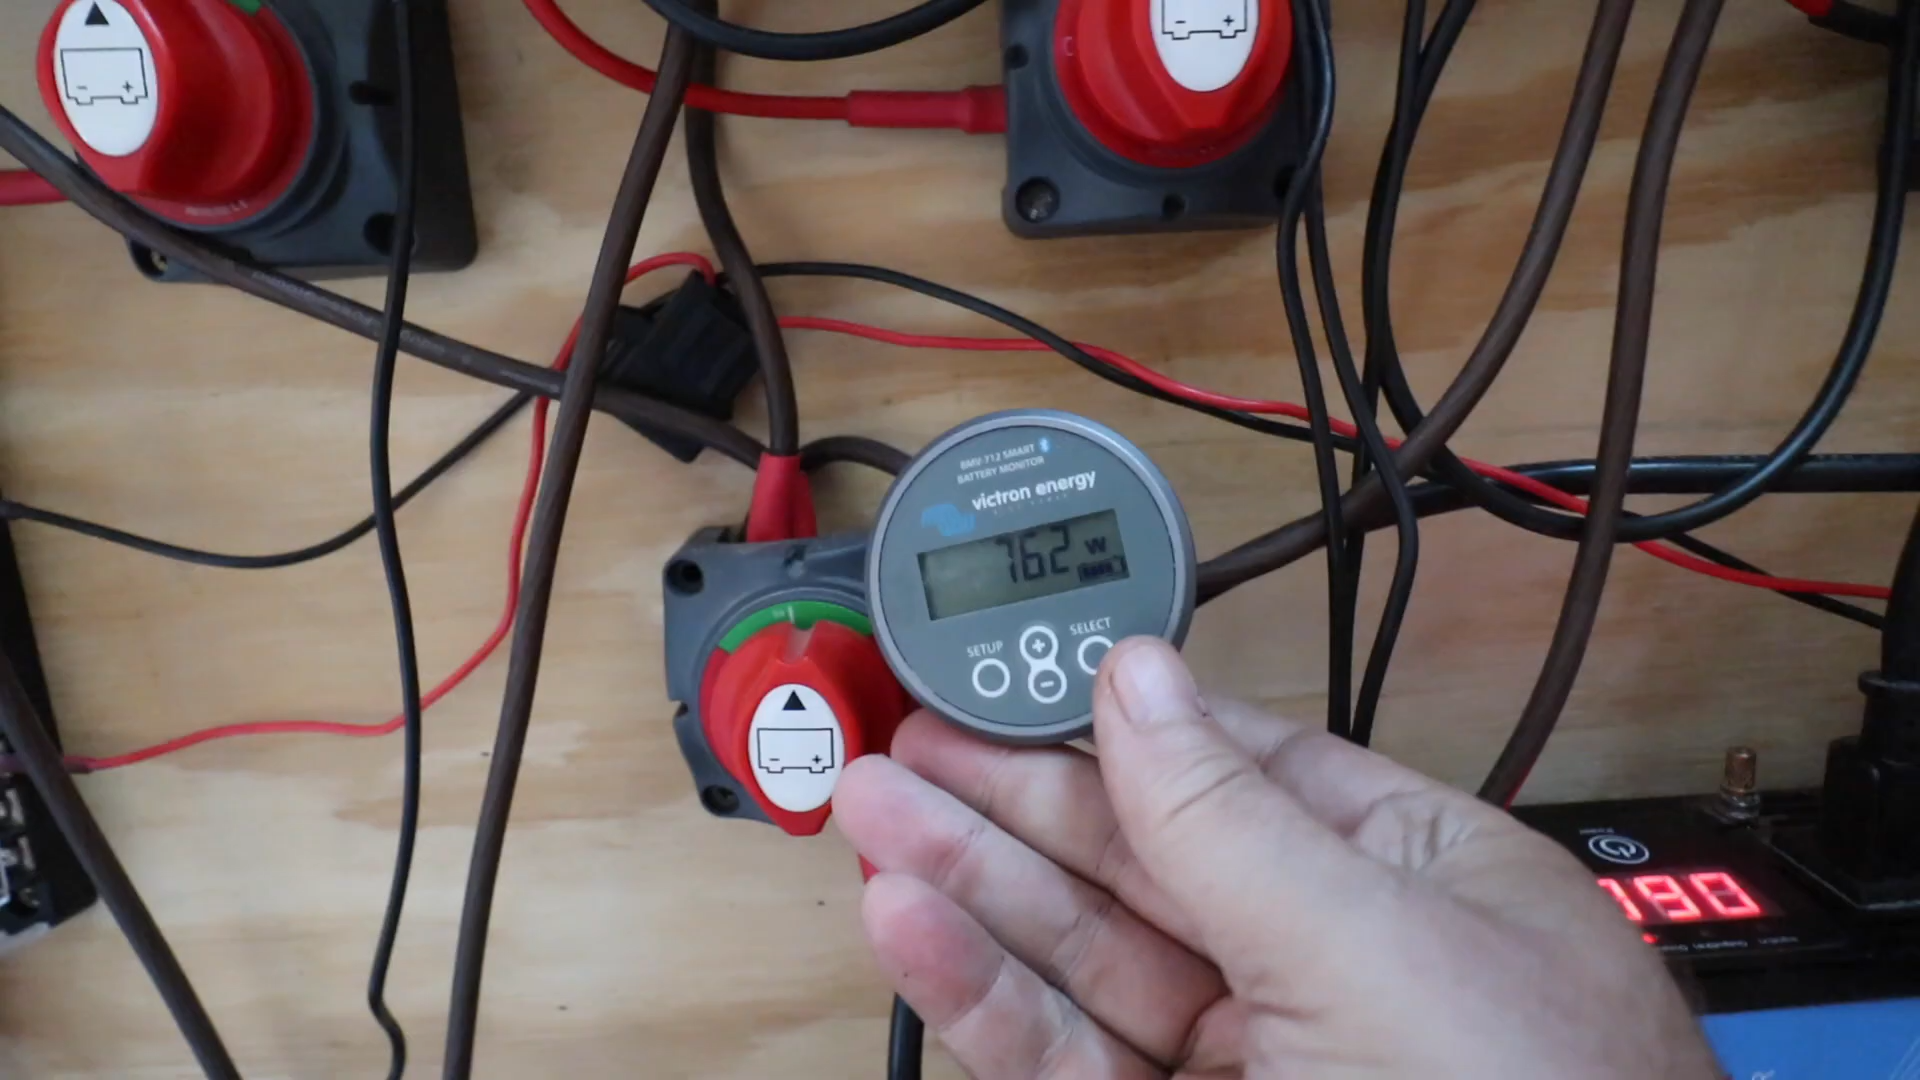 BMV-712 SMART
BATTERY MONITOR
victron energy
762 W
SETUP
+
SELECT
-
- +
- +
- +
190